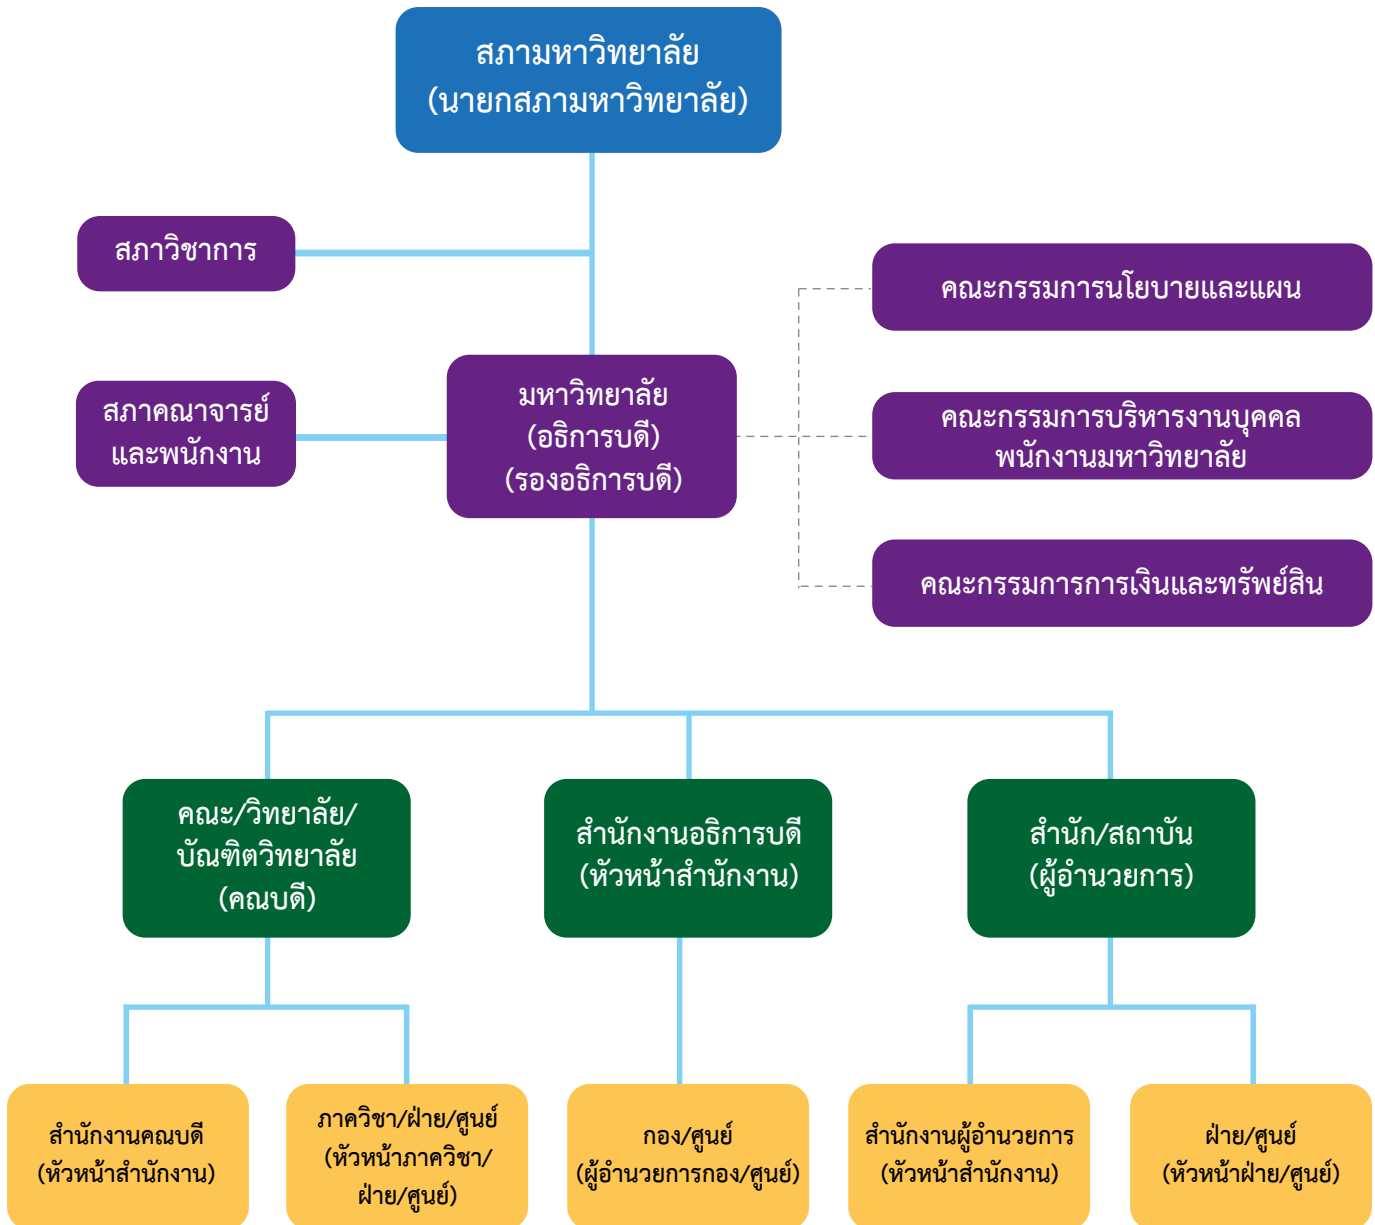 สภามหาวิทยาลัย
(นายกสภามหาวิทยาลัย)
สภาวิชาการ
คณะกรรมการนโยบายและแผน
สภาคณาจารย์
และพนักงาน
มหาวิทยาลัย
(อธิการบดี)
(รองอธิการบดี)
คณะกรรมการบริหารงานบุคคล
พนักงานมหาวิทยาลัย
คณะกรรมการการเงินและทรัพย์สิน
คณะ/วิทยาลัย/
บัณฑิตวิทยาลัย
(คณบดี)
สำนักงานอธิการบดี
(หัวหน้าสำนักงาน)
สำนัก/สถาบัน
(ผู้อำนวยการ)
สำนักงานคณบดี
(หัวหน้าสำนักงาน)
ภาควิชา/ฝ่าย/ศูนย์
(หัวหน้าภาควิชา/
ฝ่าย/ศูนย์)
กอง/ศูนย์
(ผู้อำนวยการกอง/ศูนย์)
สำนักงานผู้อำนวยการ
(หัวหน้าสำนักงาน)
ฝ่าย/ศูนย์
(หัวหน้าฝ่าย/ศูนย์)